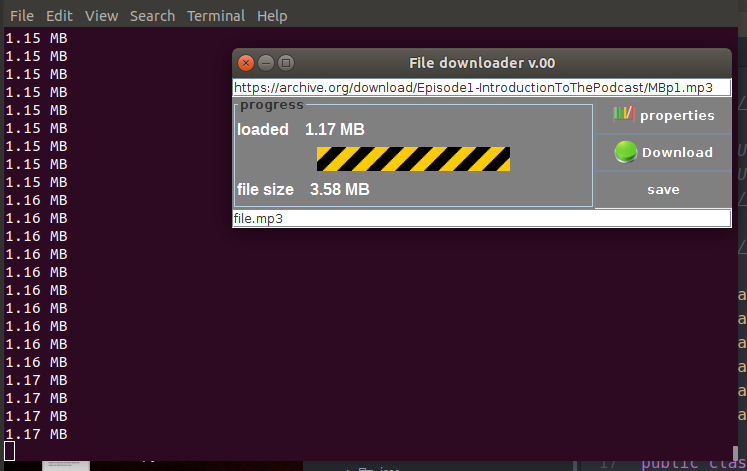 File Edit View Search Terminal Help
1.15 MB
1.15 MB
1.15 MB
1.15 MB
1.15 MB
1.15 MB
1.15 MB
1.15 MB
1.15 MB
1.16 MB
1.16 MB
1.16 MB
1.16 MB
1.16 MB
1.16 MB
1.16 MB
1.16 MB
1.16 MB
1.16 MB
1.17 MB
1.17 MB
1.17 MB
1.17 MB
File downloader v.00
https://archive.org/download/Episode1-IntroductionToThePodcast/MBp1.mp3
progress
loaded 1.17 MB
file size 3.58 MB
properties
Download
save
file.mp3
17 public clas